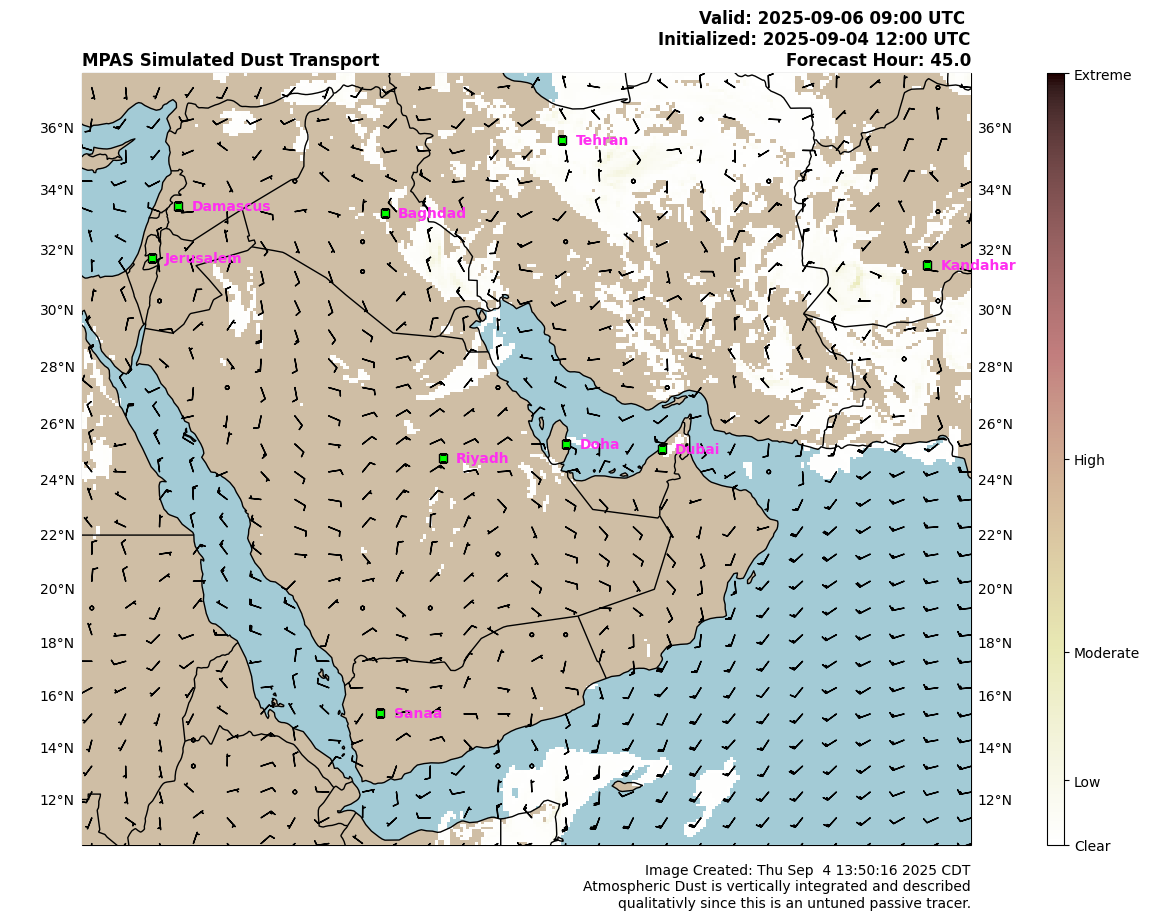 Valid: 2025-09-06 09:00 UTC
Initialized: 2025-09-04 12:00 UTC
MPAS Simulated Dust Transport
Forecast Hour: 45.0
Extreme
36°N
36°N
Tehran
34°N
34°N
Damascus
Baghdad
32°N
32°N
Jerusalem
Kandahar
30°N
30°N
28°N
28°N
26°N
26°N
Doha
Dubai
Riyadh
High
24°N
24°N
22°N
22°N
20°N
20°N
18°N
18°N
Moderate
16°N
16°N
Sanaa
14°N
14°N
Low
12°N
12°N
Clear
Image Created: Thu Sep  4 13:50:16 2025 CDT
Atmospheric Dust is vertically integrated and described
qualitativly since this is an untuned passive tracer.